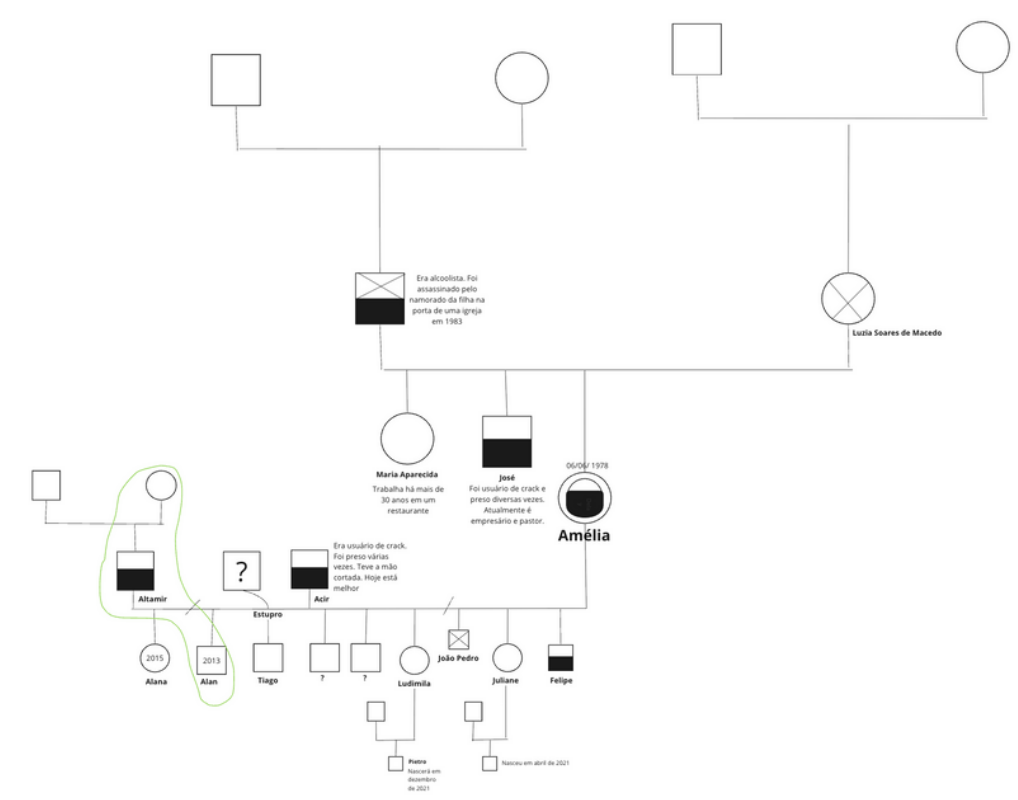 Era alcoolista. Foi
assassinado pelo
namorado da filha na
porta de uma igreja
em 1983
Luzia Soares de Macedo
Maria Aparecida
Trabalha há mais de
30 anos em um
restaurante
José
Foi usuário de crack e
preso diversas vezes.
Atualmente é
empresário e pastor.
06/06/ 1978
Amélia
Altamir
?
Estupro
Era usuário de crack.
Foi preso várias
vezes. Teve a mão
cortada. Hoje está
melhor
Acir
2015
Alana
2013
Alan
Tiago
?
?
Ludimila
João Pedro
Juliane
Felipe
Pietro
Nascerá em
dezembro
de 2021
Nasceu em abril de 2021